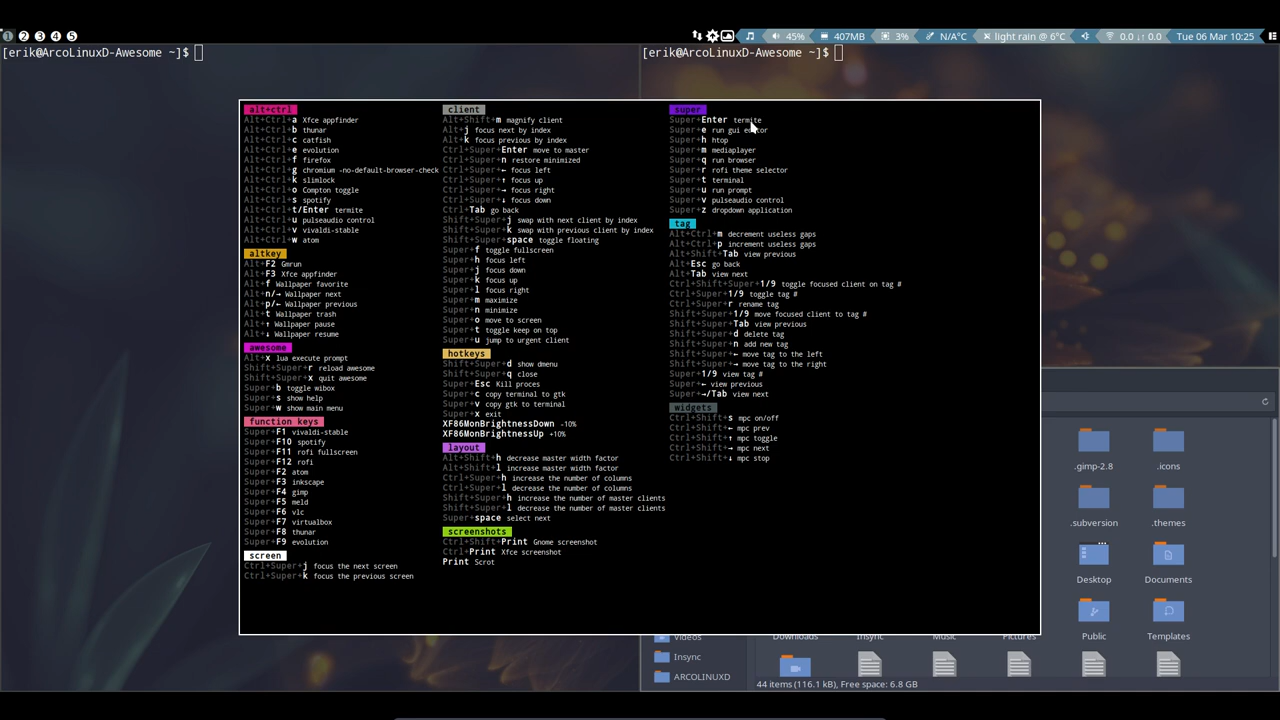 1 2 3 4 5
45% 407MB 3% N/A°C light rain @ 6°C 0.0 ↓↑ 0.0 Tue 06 Mar 10:25
[erik@ArcoLinuxD-Awesome ~]$
[erik@ArcoLinuxD-Awesome ~]$
alt+ctrl
Alt+Ctrl+a Xfce appfinder
Alt+Ctrl+b thunar
Alt+Ctrl+c catfish
Alt+Ctrl+e evolution
Alt+Ctrl+f firefox
Alt+Ctrl+g chromium -no-default-browser-check
Alt+Ctrl+k slimlock
Alt+Ctrl+o Compton toggle
Alt+Ctrl+s spotify
Alt+Ctrl+t/Enter termite
Alt+Ctrl+u pulseaudio control
Alt+Ctrl+v vivaldi-stable
Alt+Ctrl+w atom
altkey
Alt+F2 Gmrun
Alt+F3 Xfce appfinder
Alt+f Wallpaper favorite
Alt+n/→ Wallpaper next
Alt+p/← Wallpaper previous
Alt+t Wallpaper trash
Alt+↑ Wallpaper pause
Alt+↓ Wallpaper resume
awesome
Alt+x lua execute prompt
Shift+Super+r reload awesome
Shift+Super+x quit awesome
Super+b toggle wibox
Super+s show help
Super+w show main menu
function keys
Super+F1 vivaldi-stable
Super+F10 spotify
Super+F11 rofi fullscreen
Super+F12 rofi
Super+F2 atom
Super+F3 inkscape
Super+F4 gimp
Super+F5 meld
Super+F6 vlc
Super+F7 virtualbox
Super+F8 thunar
Super+F9 evolution
screen
Ctrl+Super+j focus the next screen
Ctrl+Super+k focus the previous screen
client
Alt+Shift+m magnify client
Alt+j focus next by index
Alt+k focus previous by index
Ctrl+Super+Enter move to master
Ctrl+Super+n restore minimized
Ctrl+Super+← focus left
Ctrl+Super+↑ focus up
Ctrl+Super+→ focus right
Ctrl+Super+↓ focus down
Ctrl+Tab go back
Shift+Super+j swap with next client by index
Shift+Super+k swap with previous client by index
Ctrl+Super+space toggle floating
Super+f toggle fullscreen
Super+h focus left
Super+j focus down
Super+k focus up
Super+l focus right
Super+m maximize
Super+n minimize
Super+o move to screen
Super+t toggle keep on top
Super+u jump to urgent client
hotkeys
Shift+Super+d show dmenu
Shift+Super+q close
Super+Esc Kill proces
Super+c copy terminal to gtk
Super+v copy gtk to terminal
Super+x exit
XF86MonBrightnessDown -10%
XF86MonBrightnessUp +10%
layout
Alt+Shift+h decrease master width factor
Alt+Shift+l increase master width factor
Ctrl+Super+h increase the number of columns
Ctrl+Super+l decrease the number of columns
Shift+Super+h increase the number of master clients
Shift+Super+l decrease the number of master clients
Super+space select next
screenshots
Ctrl+Shift+Print Gnome screenshot
Ctrl+Print Xfce screenshot
Print Scrot
super
Super+Enter termite
Super+e run gui editor
Super+h htop
Super+m mediaplayer
Super+q run browser
Super+r rofi theme selector
Super+t terminal
Super+u run prompt
Super+v pulseaudio control
Super+z dropdown application
tag
Alt+Ctrl+m decrement useless gaps
Alt+Ctrl+p increment useless gaps
Alt+Shift+Tab view previous
Alt+Esc go back
Alt+Tab view next
Ctrl+Shift+Super+1/9 toggle focused client on tag #
Ctrl+Super+1/9 toggle tag #
Ctrl+Super+r rename tag
Shift+Super+1/9 move focused client to tag #
Shift+Super+Tab view previous
Shift+Super+d delete tag
Shift+Super+n add new tag
Shift+Super+← move tag to the left
Shift+Super+→ move tag to the right
Super+1/9 view tag #
Super+← view previous
Super+→/Tab view next
widgets
Ctrl+Shift+s mpc on/off
Ctrl+Shift+← mpc prev
Ctrl+Shift+↑ mpc toggle
Ctrl+Shift+→ mpc next
Ctrl+Shift+↓ mpc stop
.gimp-2.8 .icons
.subversion .themes
Desktop Documents
Public Templates
Videos Downloads Insync Music Pictures
Insync
ARCOLINUXD
44 items (116.1 kB), Free space: 6.8 GB